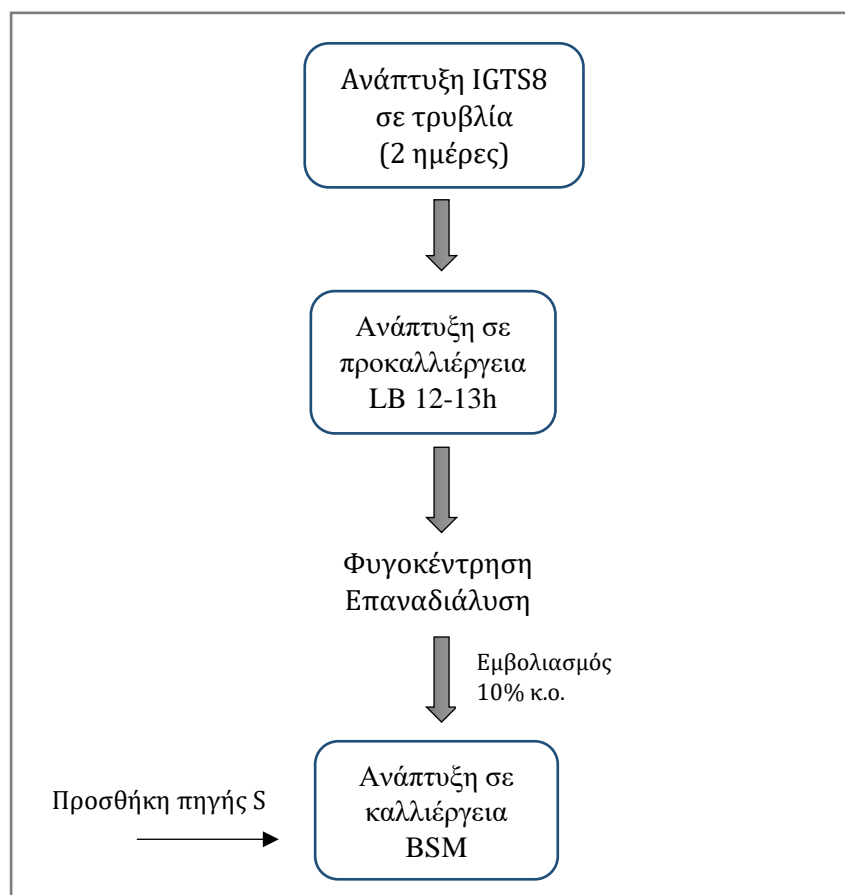 Ανάπτυξη IGTS8
σε τρυβλία
(2 ημέρες)
Ανάπτυξη σε
προκαλλιέργεια
LB 12-13h
Φυγοκέντρηση
Επαναδιάλυση
Εμβολιασμός
10% κ.ο.
Προσθήκη πηγής S
Ανάπτυξη σε
καλλιέργεια
BSM